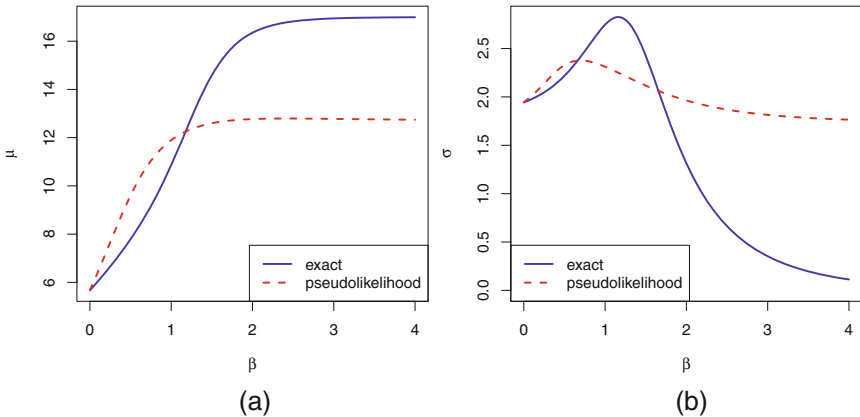 16
14
12
10
8
6
μ
0 1 2 3 4
β
exact
pseudolikelihood
(a)
2.5
2.0
1.5
1.0
0.5
0.0
σ
0 1 2 3 4
β
exact
pseudolikelihood
(b)